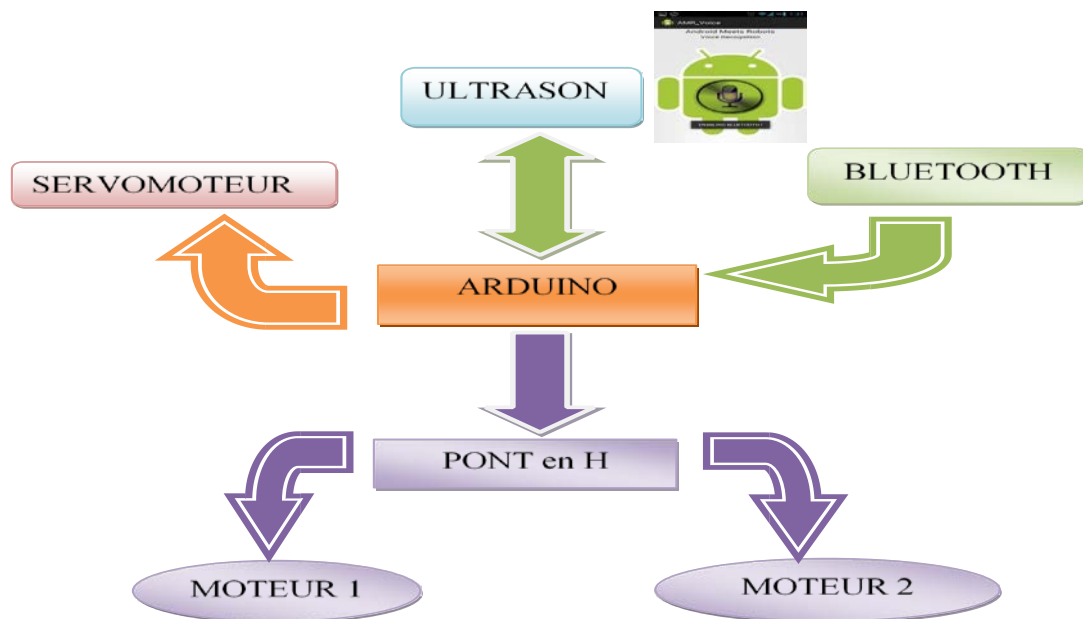 AMR_Voice
Android Meets Robots
Voice Recognition
ULTRASON
BLUETOOTH
SERVOMOTEUR
ARDUINO
PONT en H
MOTEUR 1
MOTEUR 2